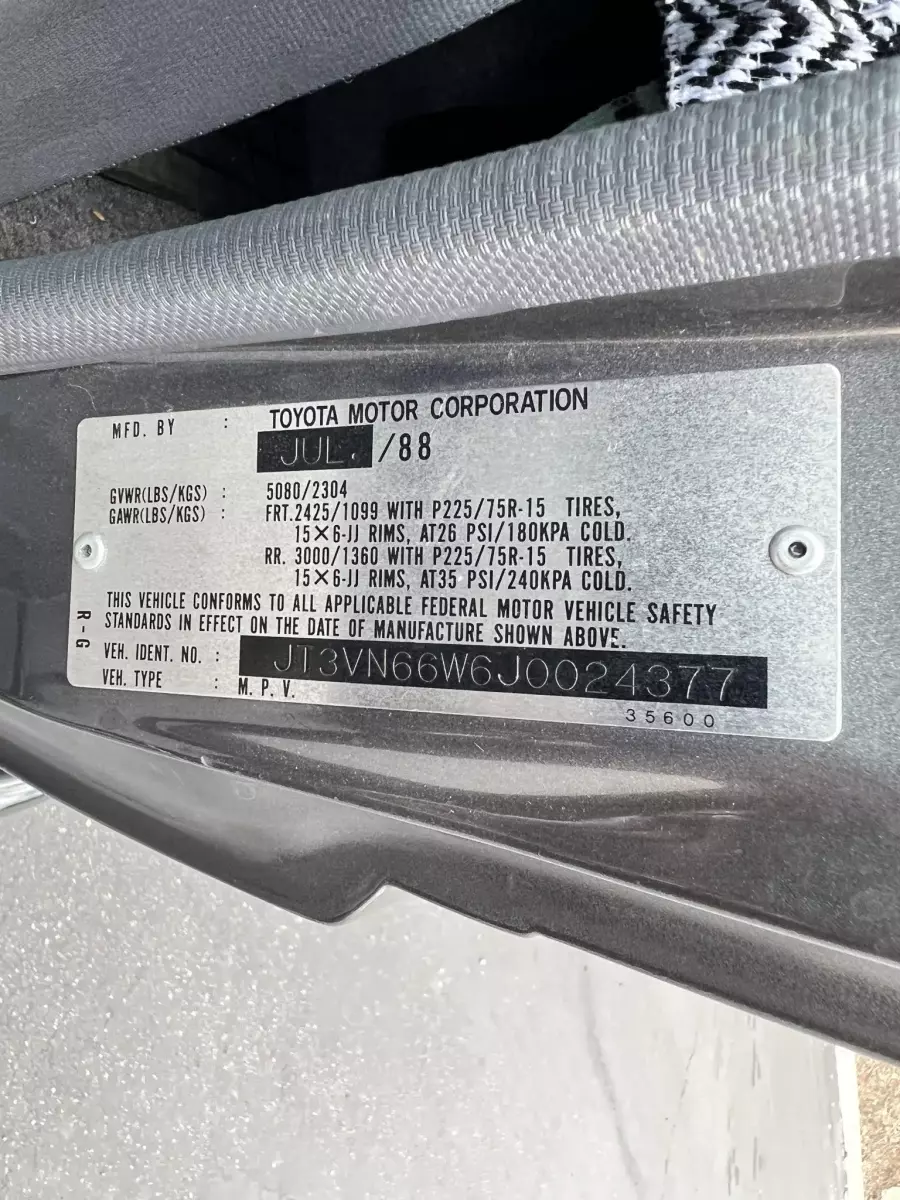 MFD. BY : TOYOTA MOTOR CORPORATION
JUL. /88
GVWR(LBS/KGS) : 5080/2304
GAWR(LBS/KGS) : FRT.2425/1099 WITH P225/75R-15 TIRES,
15×6-JJ RIMS, AT26 PSI/180KPA COLD.
RR. 3000/1360 WITH P225/75R-15 TIRES,
15×6-JJ RIMS, AT35 PSI/240KPA COLD.
THIS VEHICLE CONFORMS TO ALL APPLICABLE FEDERAL MOTOR VEHICLE SAFETY
STANDARDS IN EFFECT ON THE DATE OF MANUFACTURE SHOWN ABOVE.
VEH. IDENT. NO. : JT3VN66W6J0024377
VEH. TYPE : M. P. V.
35600
R-G